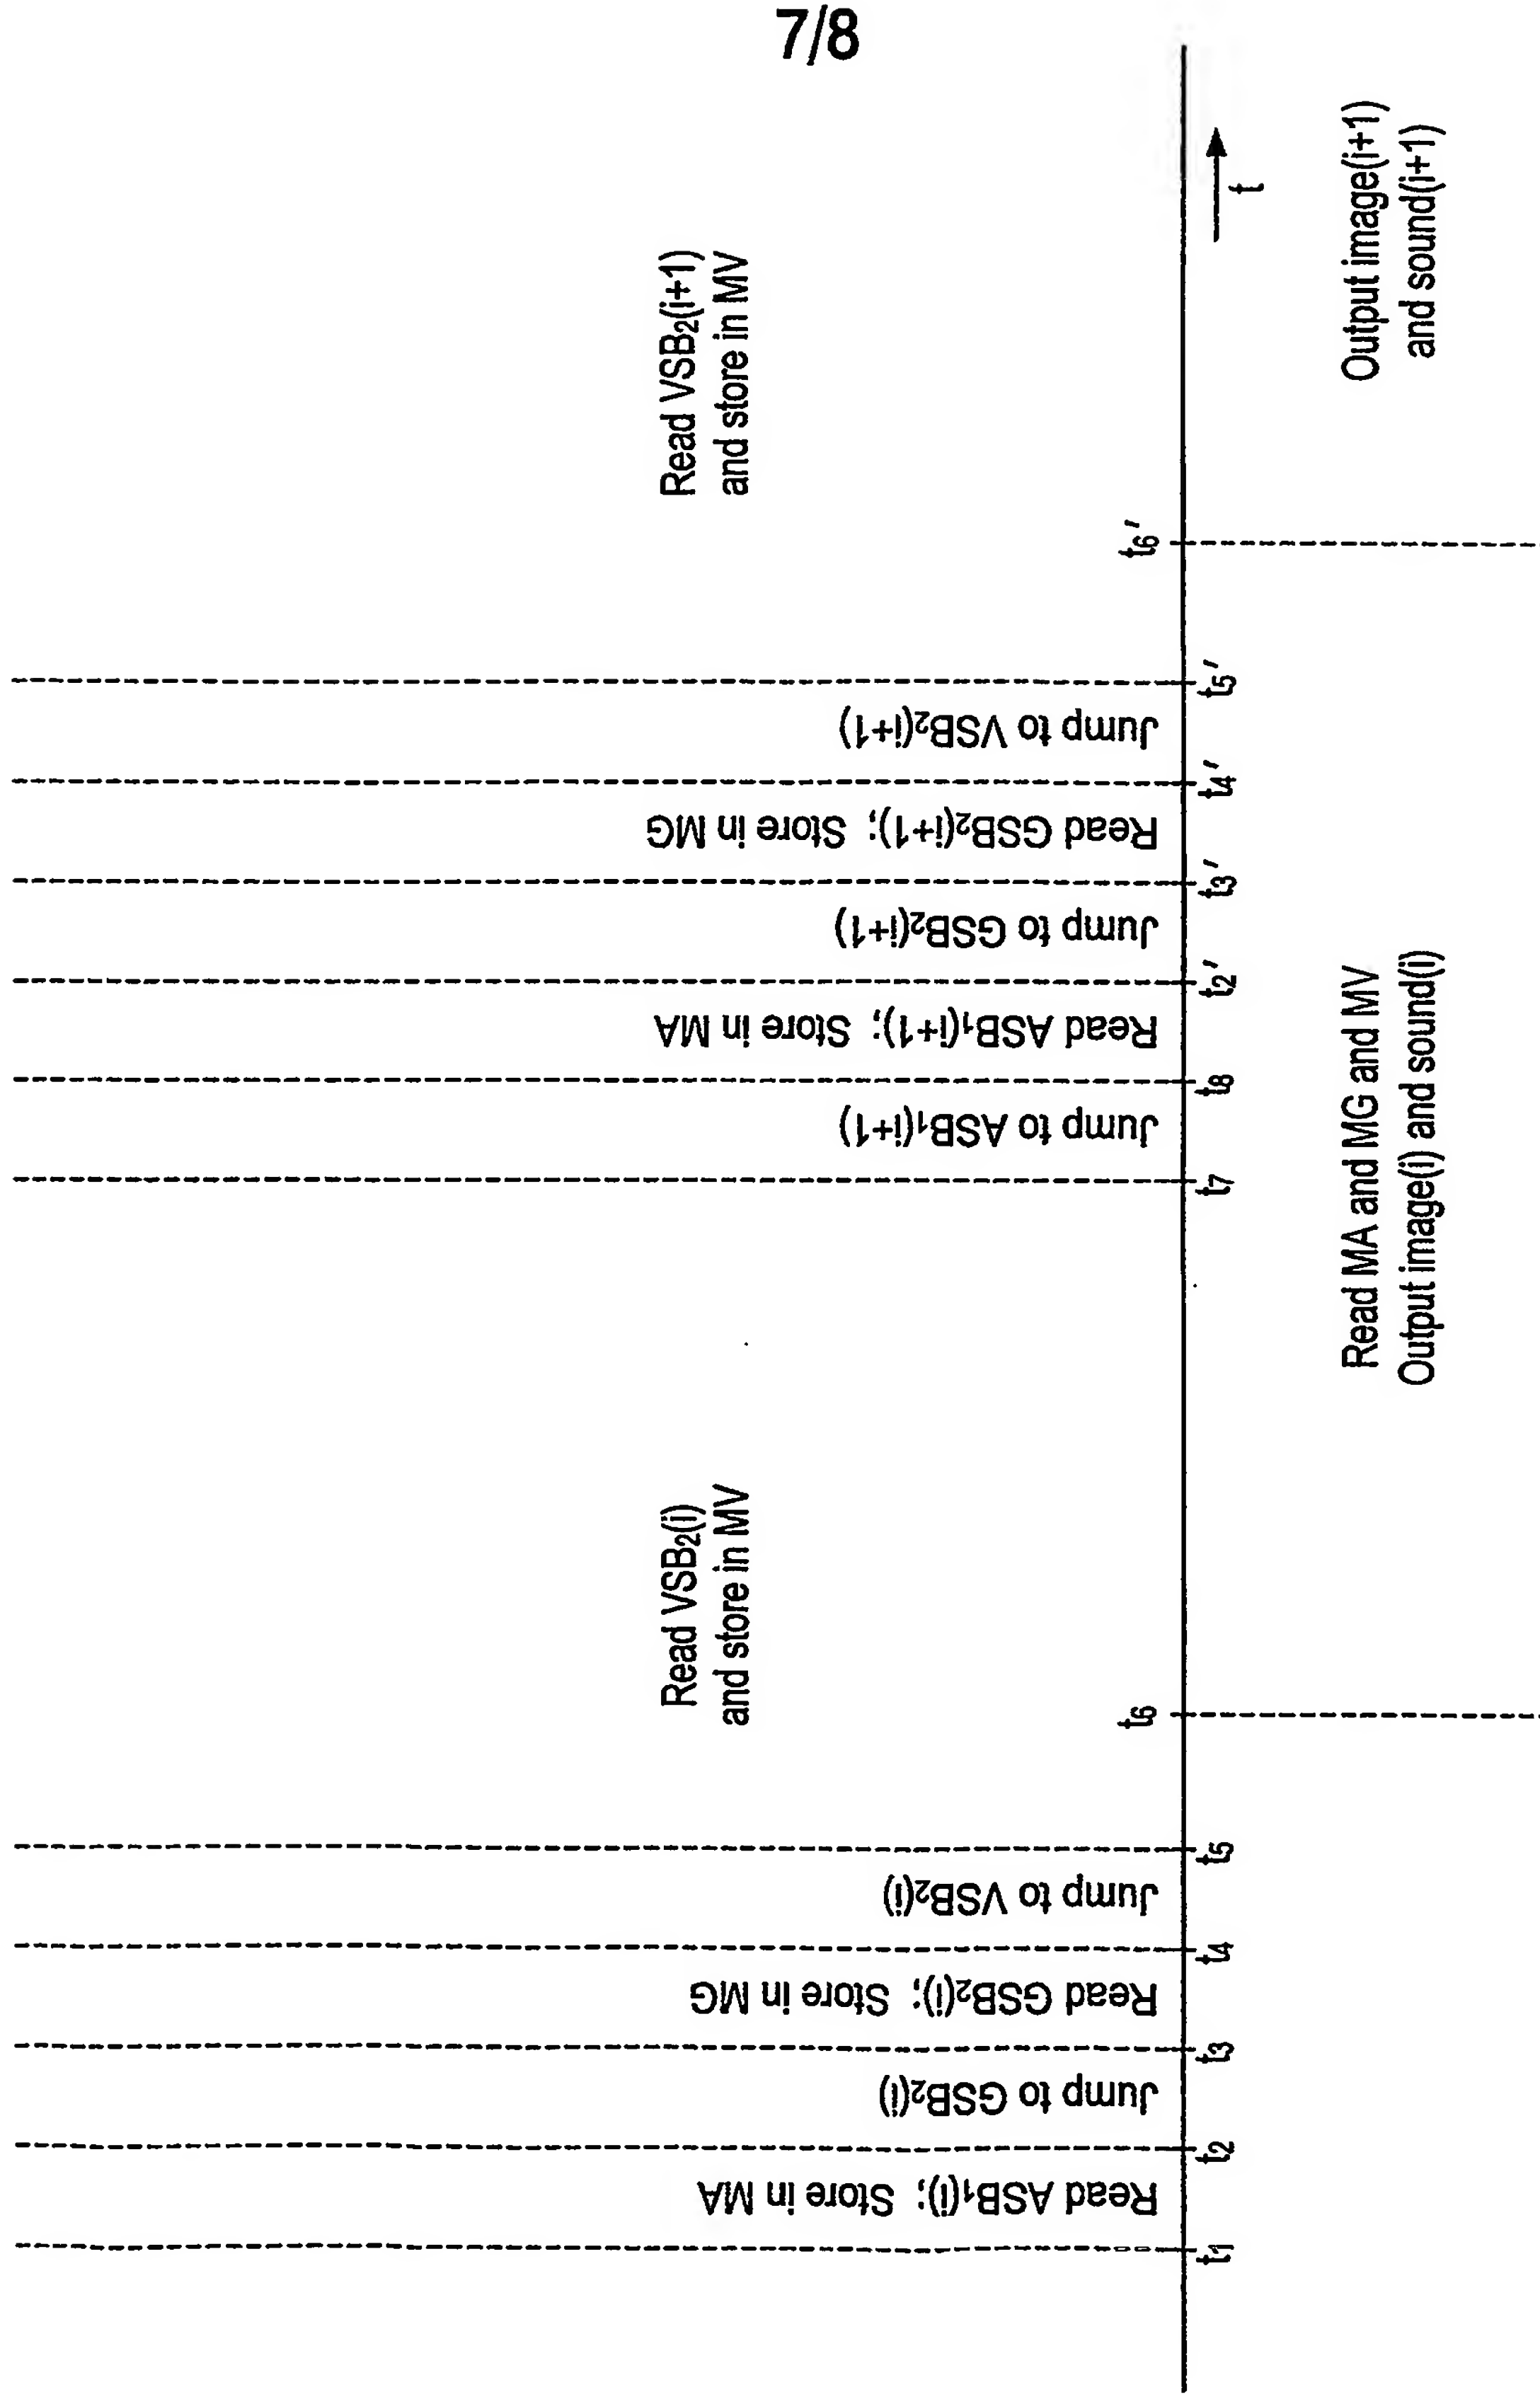 7/8
Read ASB1(i); Store in MA
Jump to GSB2(i)
Read GSB2(i); Store in MG
Jump to VSB2(i)
Read VSB2(i)
and store in MV
Jump to ASB1(i+1)
Read ASB1(i+1); Store in MA
Jump to GSB2(i+1)
Read GSB2(i+1); Store in MG
Jump to VSB2(i+1)
Read VSB2(i+1)
and store in MV
t6
t6'
t1
t2
t3
t4
t5
t7
t8
t2'
t3'
t4'
t5'
t
Read MA and MG and MV
Output image(i) and sound(i)
Output image(i+1)
and sound(i+1)